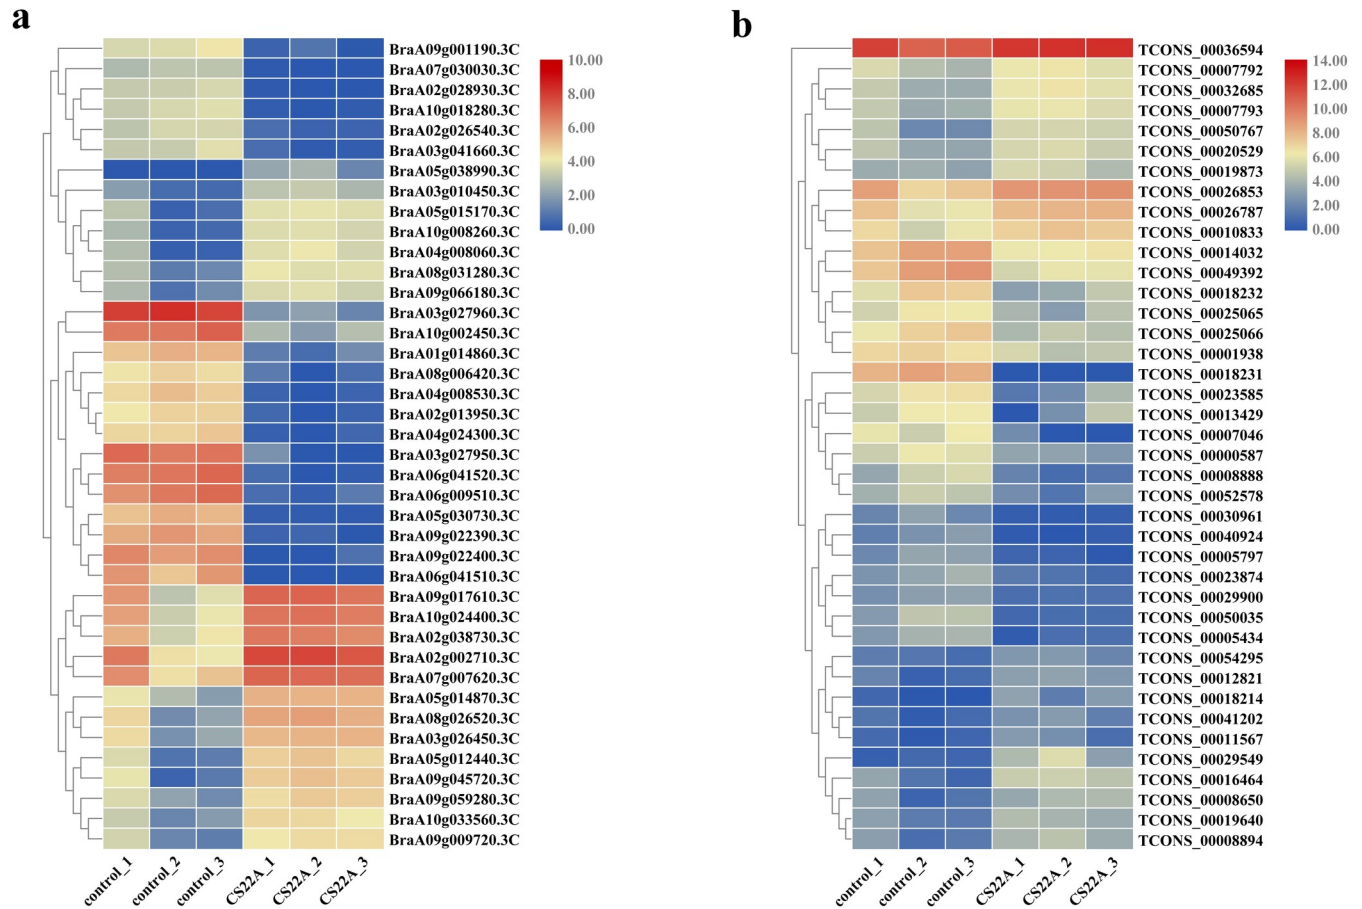 a
BraA09g001190.3C
BraA07g030030.3C
BraA02g028930.3C
BraA10g018280.3C
BraA02g026540.3C
BraA03g041660.3C
BraA05g038990.3C
BraA03g010450.3C
BraA05g015170.3C
BraA10g008260.3C
BraA04g008060.3C
BraA08g031280.3C
BraA09g066180.3C
BraA03g027960.3C
BraA10g002450.3C
BraA01g014860.3C
BraA08g006420.3C
BraA04g008530.3C
BraA02g013950.3C
BraA04g024300.3C
BraA03g027950.3C
BraA06g041520.3C
BraA06g009510.3C
BraA05g030730.3C
BraA09g022390.3C
BraA09g022400.3C
BraA06g041510.3C
BraA09g017610.3C
BraA10g024400.3C
BraA02g038730.3C
BraA02g002710.3C
BraA07g007620.3C
BraA05g014870.3C
BraA08g026520.3C
BraA03g026450.3C
BraA05g012440.3C
BraA09g045720.3C
BraA09g059280.3C
BraA10g033560.3C
BraA09g009720.3C
10.00
8.00
6.00
4.00
2.00
0.00
control_1
control_2
control_3
CS22A_1
CS22A_2
CS22A_3
b
TCONS_00036594
TCONS_00007792
TCONS_00032685
TCONS_00007793
TCONS_00050767
TCONS_00020529
TCONS_00019873
TCONS_00026853
TCONS_00026787
TCONS_00010833
TCONS_00014032
TCONS_00049392
TCONS_00018232
TCONS_00025065
TCONS_00025066
TCONS_00001938
TCONS_00018231
TCONS_00023585
TCONS_00013429
TCONS_00007046
TCONS_00000587
TCONS_00008888
TCONS_00052578
TCONS_00030961
TCONS_00040924
TCONS_00005797
TCONS_00023874
TCONS_00029900
TCONS_00050035
TCONS_00005434
TCONS_00054295
TCONS_00012821
TCONS_00018214
TCONS_00041202
TCONS_00011567
TCONS_00029549
TCONS_00016464
TCONS_00008650
TCONS_00019640
TCONS_00008894
14.00
12.00
10.00
8.00
6.00
4.00
2.00
0.00
control_1
control_2
control_3
CS22A_1
CS22A_2
CS22A_3